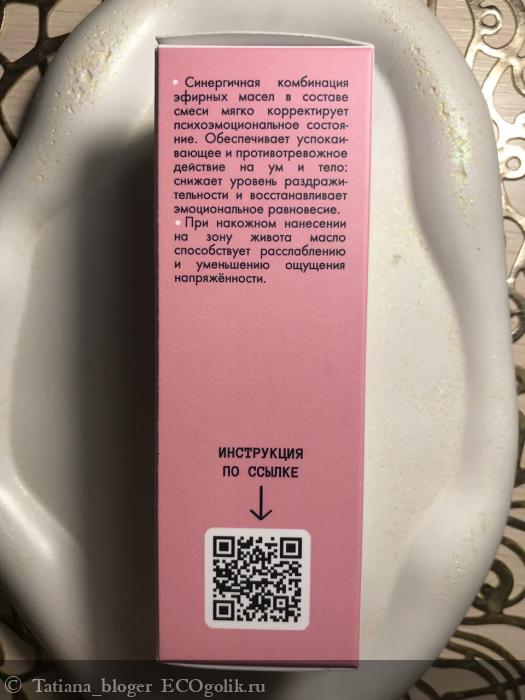 • Синергичная комбинация
эфирных масел в составе
смеси мягко корректирует
психоэмоциональное состоя-
ние. Обеспечивает успокаи-
вающее и противотревожное
действие на ум и тело:
снижает уровень раздражи-
тельности и восстанавливает
эмоциональное равновесие.
• При накожном нанесении
на зону живота масло
способствует расслаблению
и уменьшению ощущения
напряжённости.
ИНСТРУКЦИЯ
ПО ССЫЛКЕ
© Tatiana_bloger ECOgolik.ru